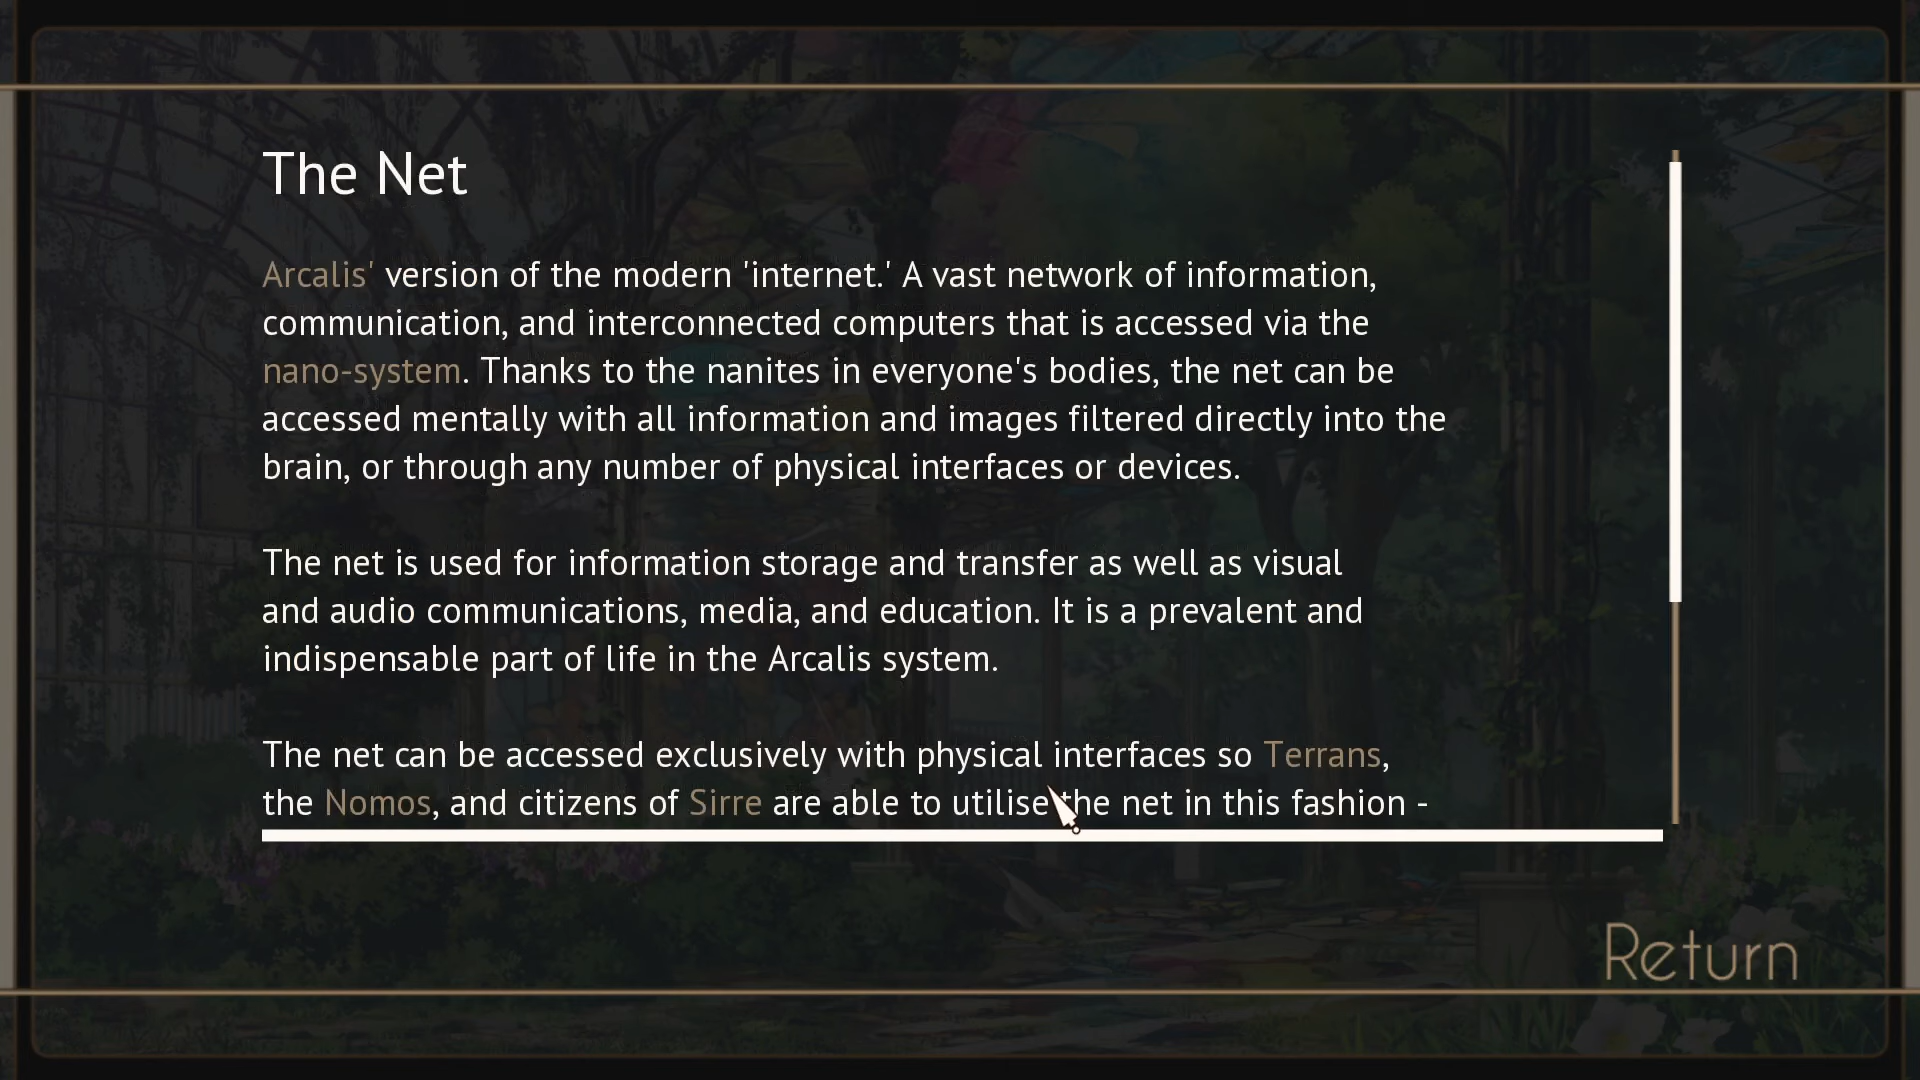 The Net
Arcalis' version of the modern 'internet.' A vast network of information,
communication, and interconnected computers that is accessed via the
nano-system. Thanks to the nanites in everyone's bodies, the net can be
accessed mentally with all information and images filtered directly into the
brain, or through any number of physical interfaces or devices.
The net is used for information storage and transfer as well as visual
and audio communications, media, and education. It is a prevalent and
indispensable part of life in the Arcalis system.
The net can be accessed exclusively with physical interfaces so Terrans,
the Nomos, and citizens of Sirre are able to utilise the net in this fashion -
Return